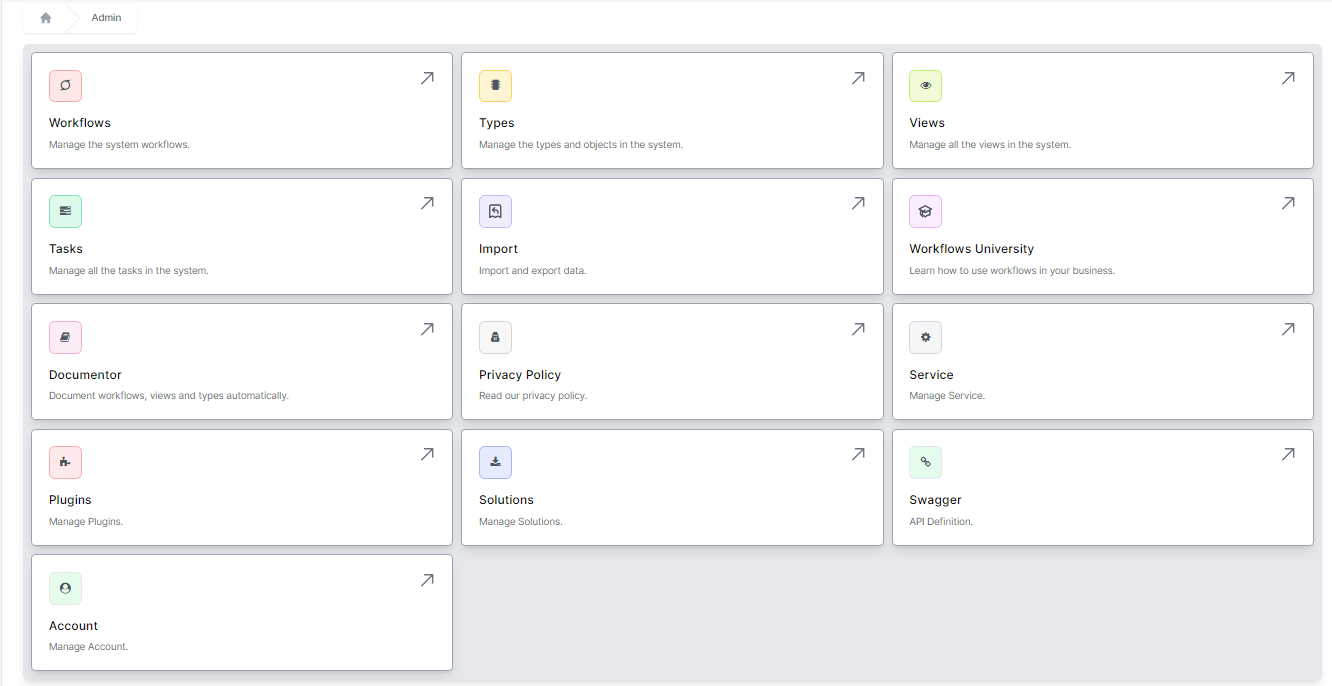 Admin
Workflows
Manage the system workflows.
Types
Manage the types and objects in the system.
Views
Manage all the views in the system.
Tasks
Manage all the tasks in the system.
Import
Import and export data.
Workflows University
Learn how to use workflows in your business.
Documentor
Document workflows, views and types automatically.
Privacy Policy
Read our privacy policy.
Service
Manage Service.
Plugins
Manage Plugins.
Solutions
Manage Solutions.
Swagger
API Definition.
Account
Manage Account.